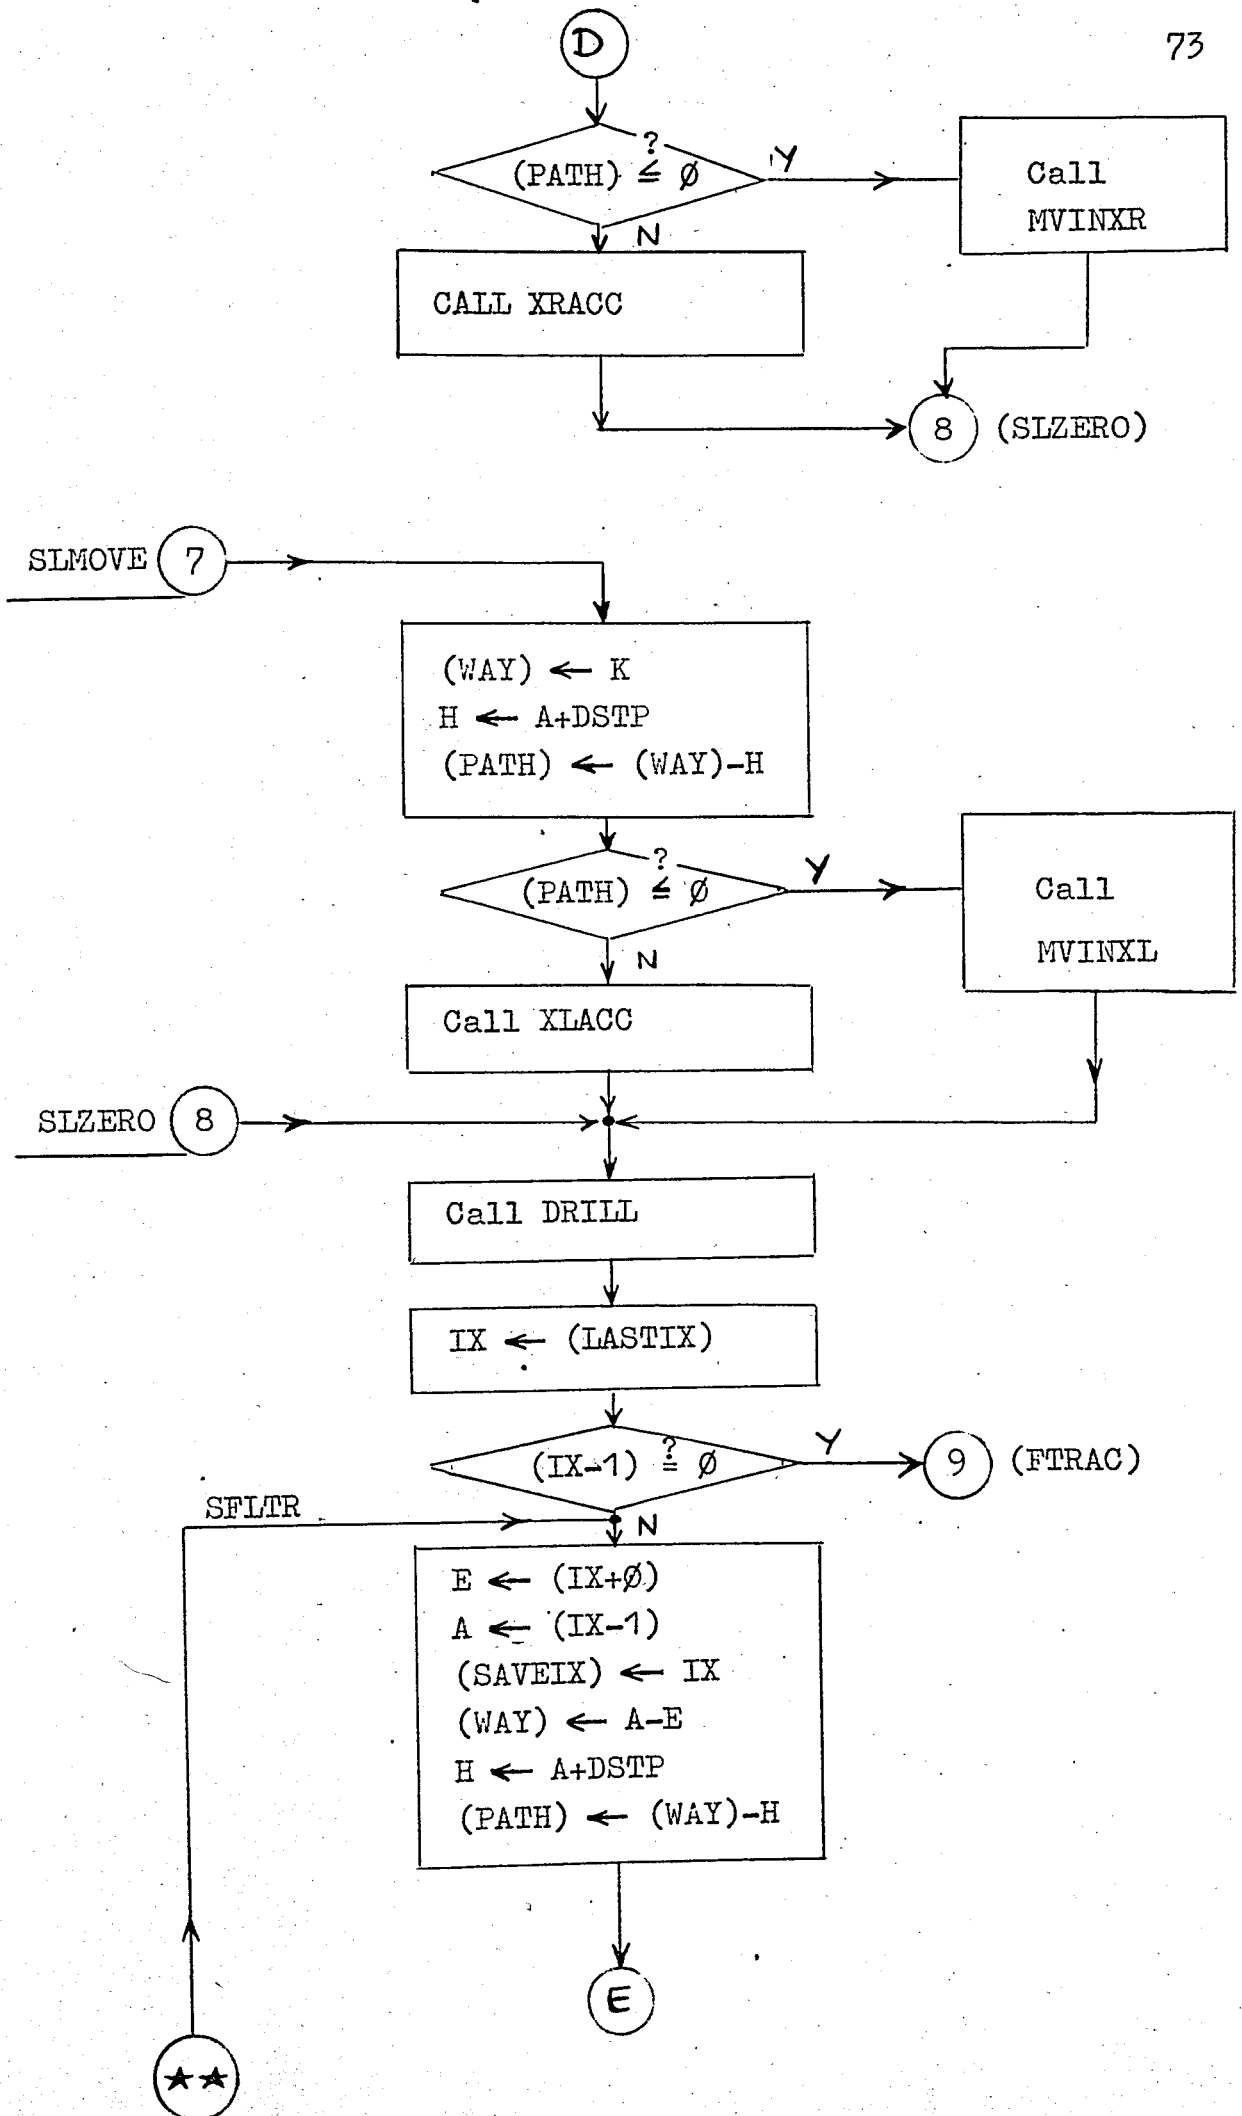 73
D
(PATH) ≤ Ø ?
Y
Call
MVINXR
N
CALL XRACC
8 (SLZERO)
SLMOVE 7
(WAY) ← K
H ← A+DSTP
(PATH) ← (WAY)-H
(PATH) ≤ Ø ?
Y
Call
MVINXL
N
Call XLACC
SLZERO 8
Call DRILL
IX ← (LASTIX)
(IX-1) = Ø ?
Y
9 (FTRAC)
SFLTR
N
E ← (IX+Ø)
A ← (IX-1)
(SAVEIX) ← IX
(WAY) ← A-E
H ← A+DSTP
(PATH) ← (WAY)-H
E
★★